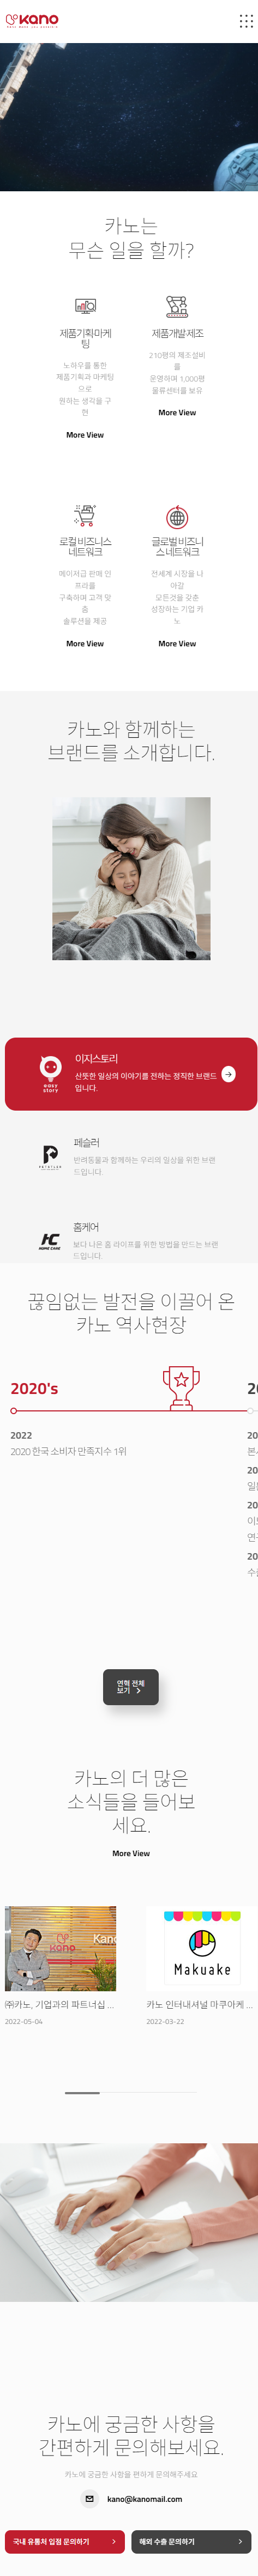 kano
카노는
무슨 일을 할까?
제품기획마케
팅
노하우를 통한
제품기획과 마케팅
으로
원하는 생각을 구
현
More View
제품개발제조
210평의 제조설비
를
운영하며 1,000평
물류센터를 보유
More View
로컬비즈니스
네트워크
메이저급 판매 인
프라를
구축하며 고객 맞
춤
솔루션을 제공
More View
글로벌비즈니
스네트워크
전세계 시장을 나
아갈
모든것을 갖춘
성장하는 기업 카
노
More View
카노와 함께하는
브랜드를 소개합니다.
easy
story
이지스토리
산뜻한 일상의 이야기를 전하는 정직한 브랜드
입니다.
PETSLER
페슬러
반려동물과 함께하는 우리의 일상을 위한 브랜
드입니다.
HC
HOME CARE
홈케어
보다 나은 홈 라이프를 위한 방법을 만드는 브랜
드입니다.
끊임없는 발전을 이끌어 온
카노 역사현장
2020's
2022
2020 한국 소비자 만족지수 1위
연혁 전체
보기
카노의 더 많은
소식들을 들어보
세요.
More View
kano
Kano
㈜카노, 기업과의 파트너십 ...
2022-05-04
Makuake
카노 인터내셔널 마쿠아케 ...
2022-03-22
카노에 궁금한 사항을
간편하게 문의해보세요.
카노에 궁금한 사항을 편하게 문의해주세요
kano@kanomail.com
국내 유통처 입점 문의하기
해외 수출 문의하기